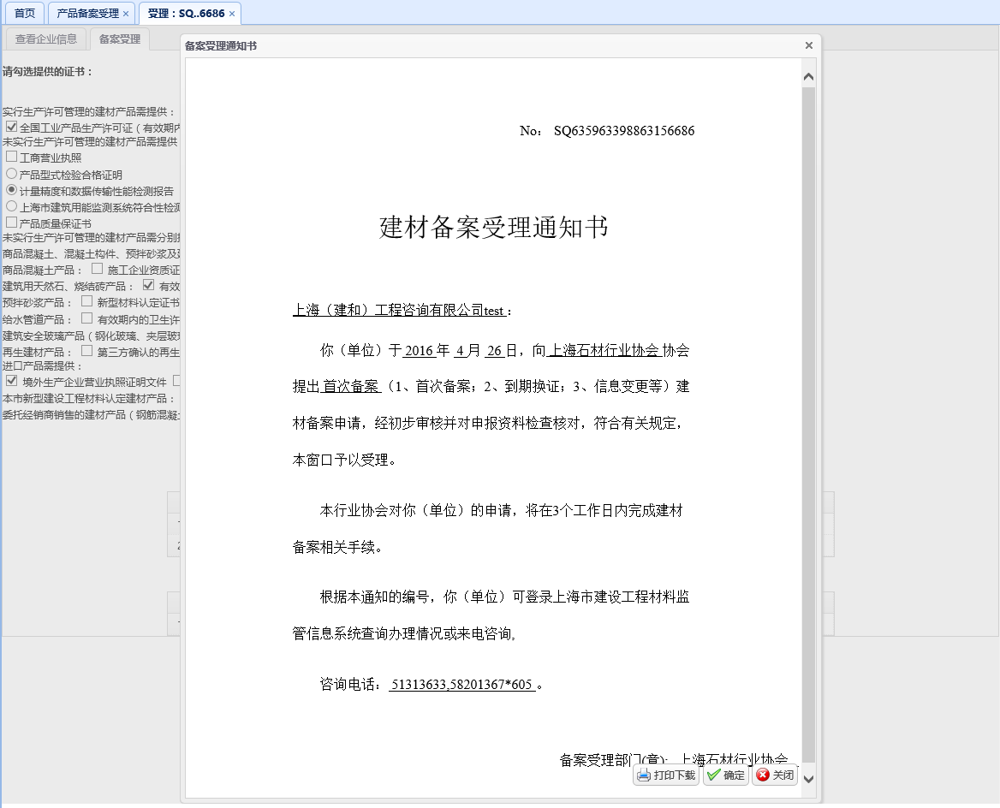 首页 产品备案受理 × 受理：SQ..6686 ×
查看企业信息 备案受理
请勾选提供的证书：
实行生产许可管理的建材产品需提供：
全国工业产品生产许可证（有效期内
未实行生产许可管理的建材产品需提供
工商营业执照
产品型式检验合格证明
计量精度和数据传输性能检测报告
上海市建筑用能监测系统符合性检测
产品质量保证书
未实行生产许可管理的建材产品需分别
商品混凝土、混凝土构件、预拌砂浆及
商品混凝土产品： 施工企业资质证
建筑用天然石、烧结砖产品： 有效
预拌砂浆产品： 新型材料认定证书
给水管道产品： 有效期内的卫生许
建筑安全玻璃产品（钢化玻璃、夹层玻
再生建材产品： 第三方确认的再生
进口产品需提供：
境外生产企业营业执照证明文件
本市新型建设工程材料认定建材产品：
委托经销商销售的建材产品（钢筋混凝
备案受理通知书
No： SQ635963398863156686
建材备案受理通知书
上海（建和）工程咨询有限公司test：
你（单位）于 2016 年 4 月 26 日，向 上海石材行业协会 协会
提出 首次备案 （1、首次备案；2、到期换证；3、信息变更等）建
材备案申请，经初步审核并对申报资料检查核对，符合有关规定，
本窗口予以受理。
本行业协会对你（单位）的申请，将在3个工作日内完成建材
备案相关手续。
根据本通知的编号，你（单位）可登录上海市建设工程材料监
管信息系统查询办理情况或来电咨询.
咨询电话： 51313633,58201367*605 。
备案受理部门(章): 上海石材行业协会
打印下载 确定 关闭